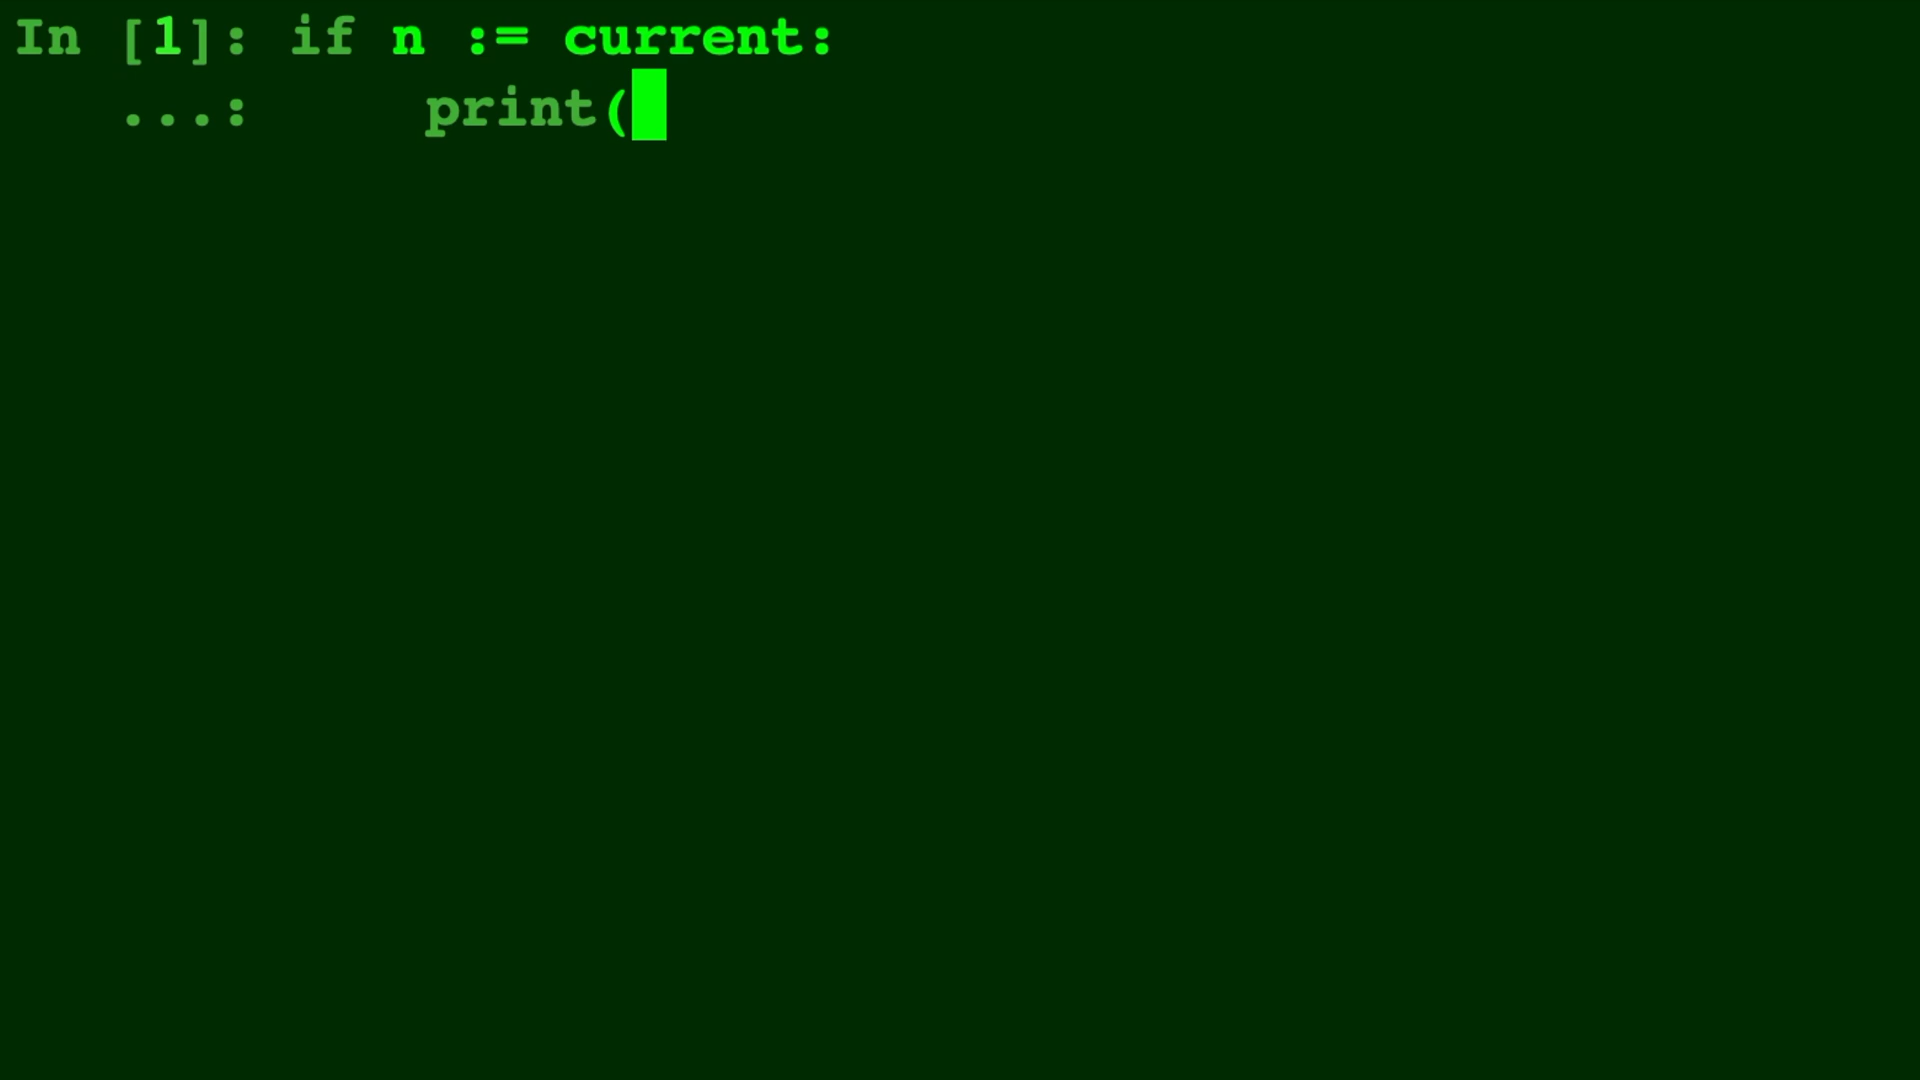 In [1]: if n := current:
   ...:     print(